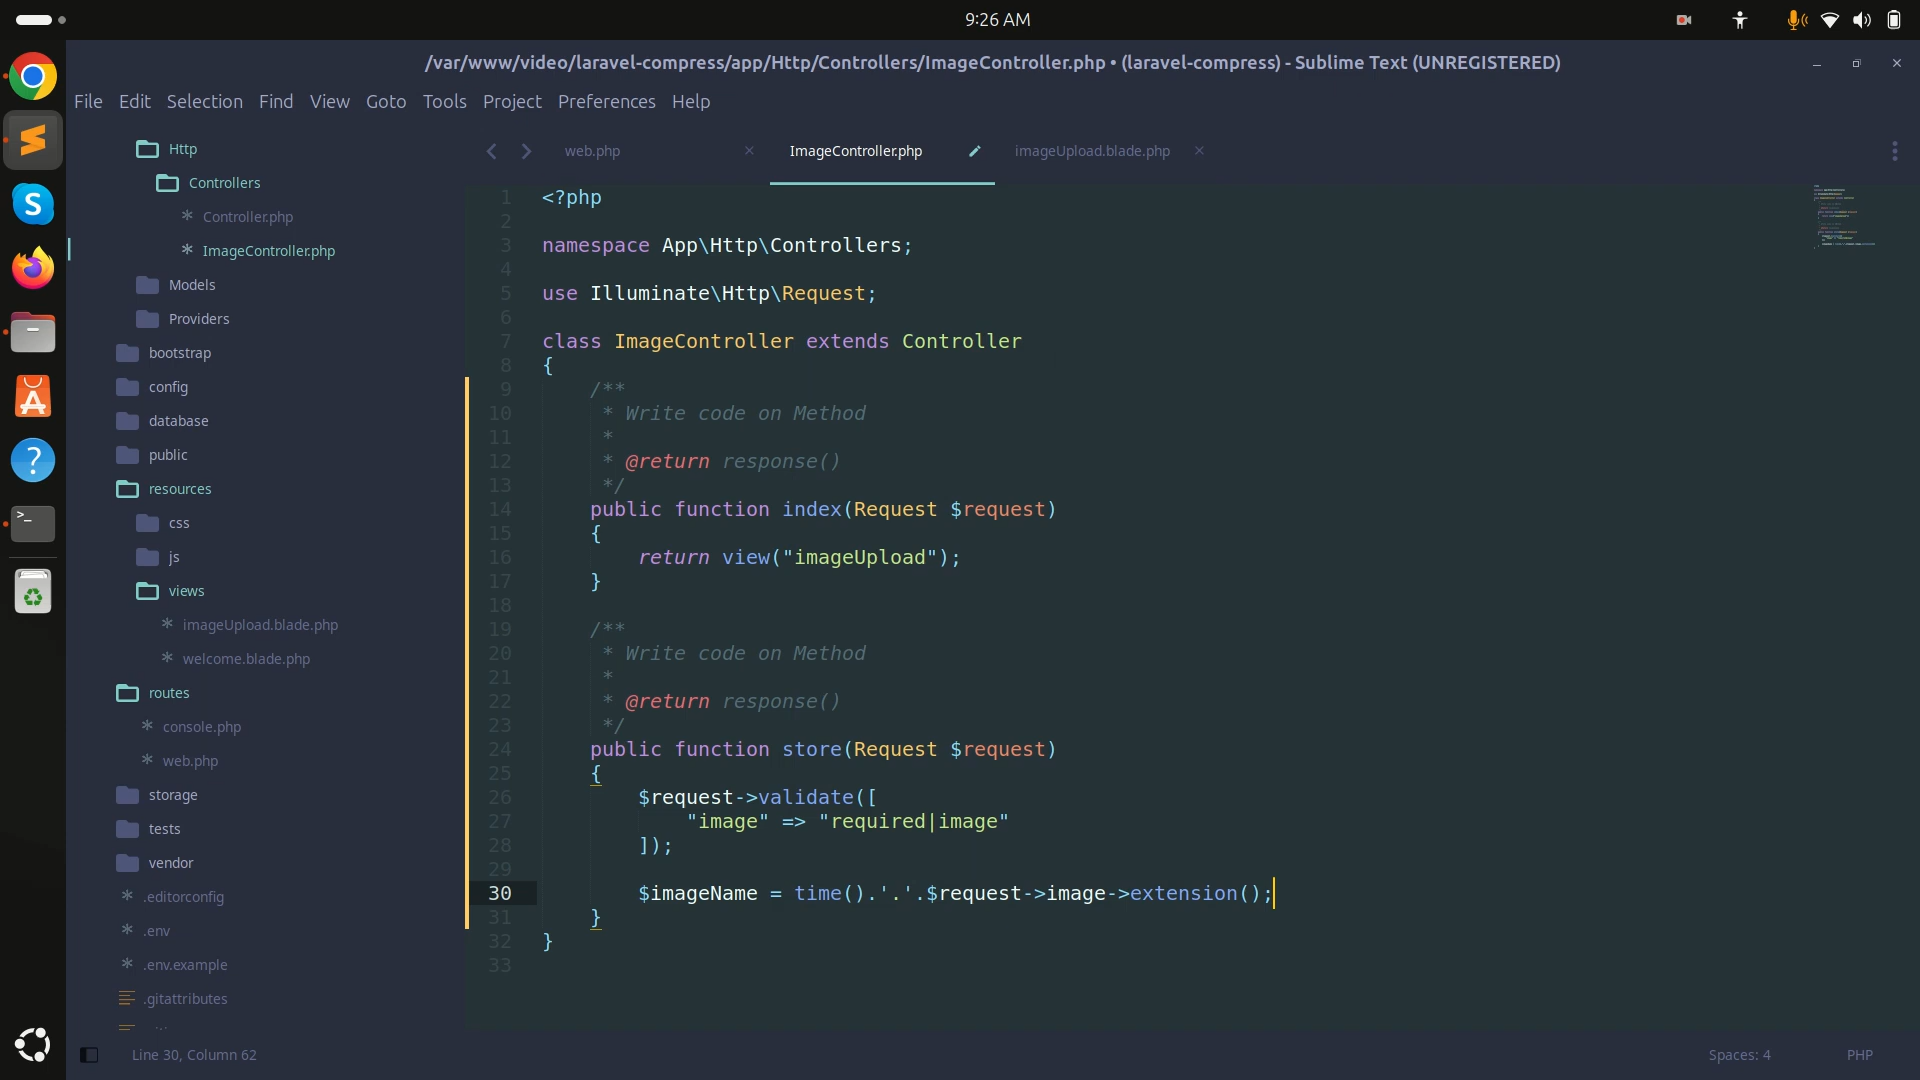 9:26 AM
/var/www/video/laravel-compress/app/Http/Controllers/ImageController.php • (laravel-compress) - Sublime Text (UNREGISTERED)
File Edit Selection Find View Goto Tools Project Preferences Help
Http
Controllers
Controller.php
ImageController.php
Models
Providers
bootstrap
config
database
public
resources
css
js
views
imageUpload.blade.php
welcome.blade.php
routes
console.php
web.php
storage
tests
vendor
.editorconfig
.env
.env.example
.gitattributes
web.php ImageController.php imageUpload.blade.php
1 <?php
2
3 namespace App\Http\Controllers;
4
5 use Illuminate\Http\Request;
6
7 class ImageController extends Controller
8 {
9 /**
10 * Write code on Method
11 *
12 * @return response()
13 */
14 public function index(Request $request)
15 {
16 return view("imageUpload");
17 }
18
19 /**
20 * Write code on Method
21 *
22 * @return response()
23 */
24 public function store(Request $request)
25 {
26 $request->validate([
27 "image" => "required|image"
28 ]);
29
30 $imageName = time().'.'.$request->image->extension();
31 }
32 }
33
Line 30, Column 62
Spaces: 4
PHP